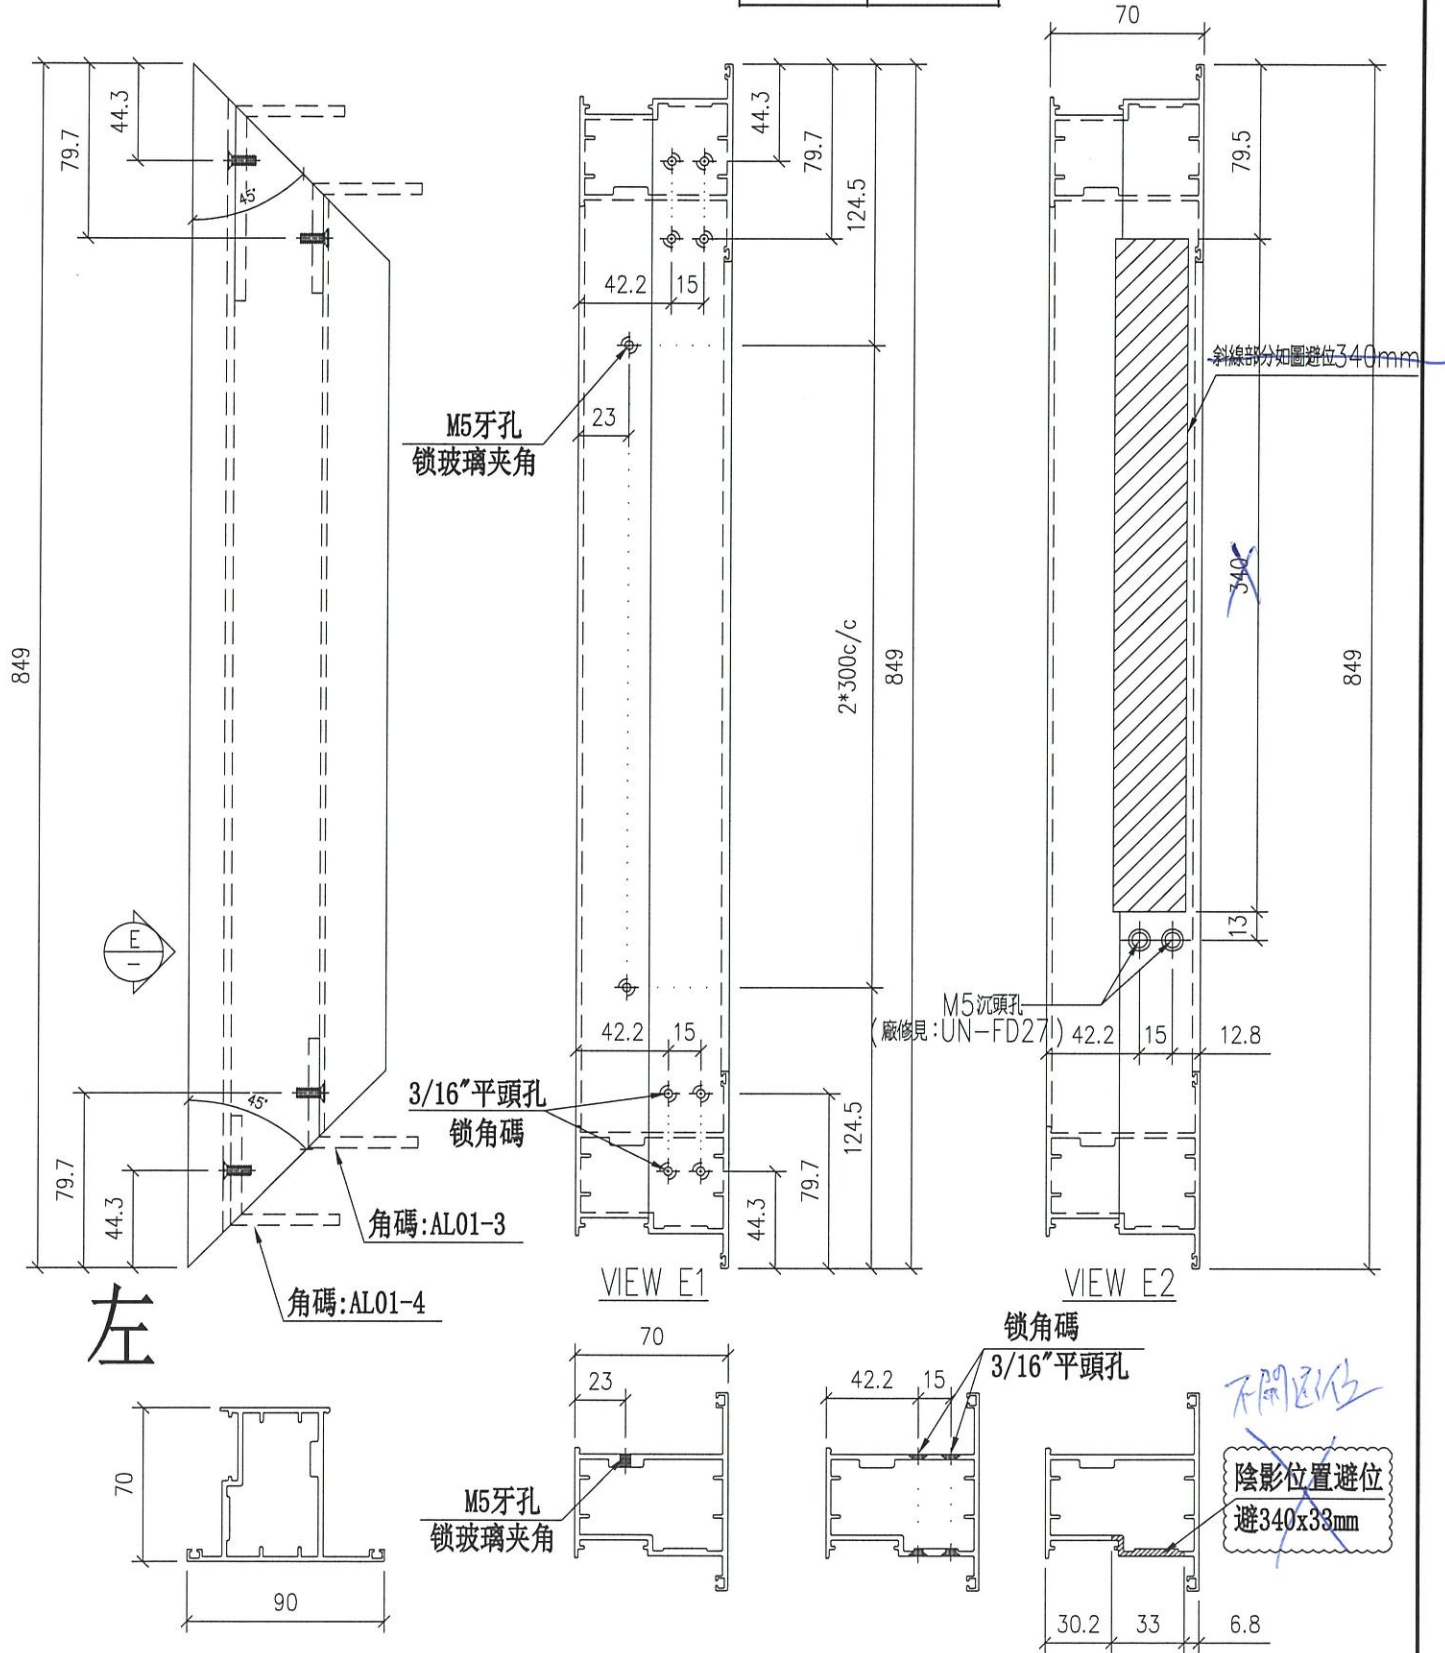 70
849
79.7
44.3
45°
44.3
79.7
124.5
42.2
15
M5牙孔
锁玻璃夹角
23
2*300c/c
849
79.5
斜線部分如圖避位340mm
340
849
13
E
-
M5沉頭孔
(廠修見:UN-FD27)
42.2
15
12.8
42.2
15
3/16"平頭孔
锁角碼
45°
79.7
44.3
角碼:AL01-3
角碼:AL01-4
124.5
79.7
44.3
VIEW E1
VIEW E2
左
70
90
70
23
M5牙孔
锁玻璃夹角
锁角碼
3/16"平頭孔
42.2
15
陰影位置避位
避340x33mm
30.2
33
6.8